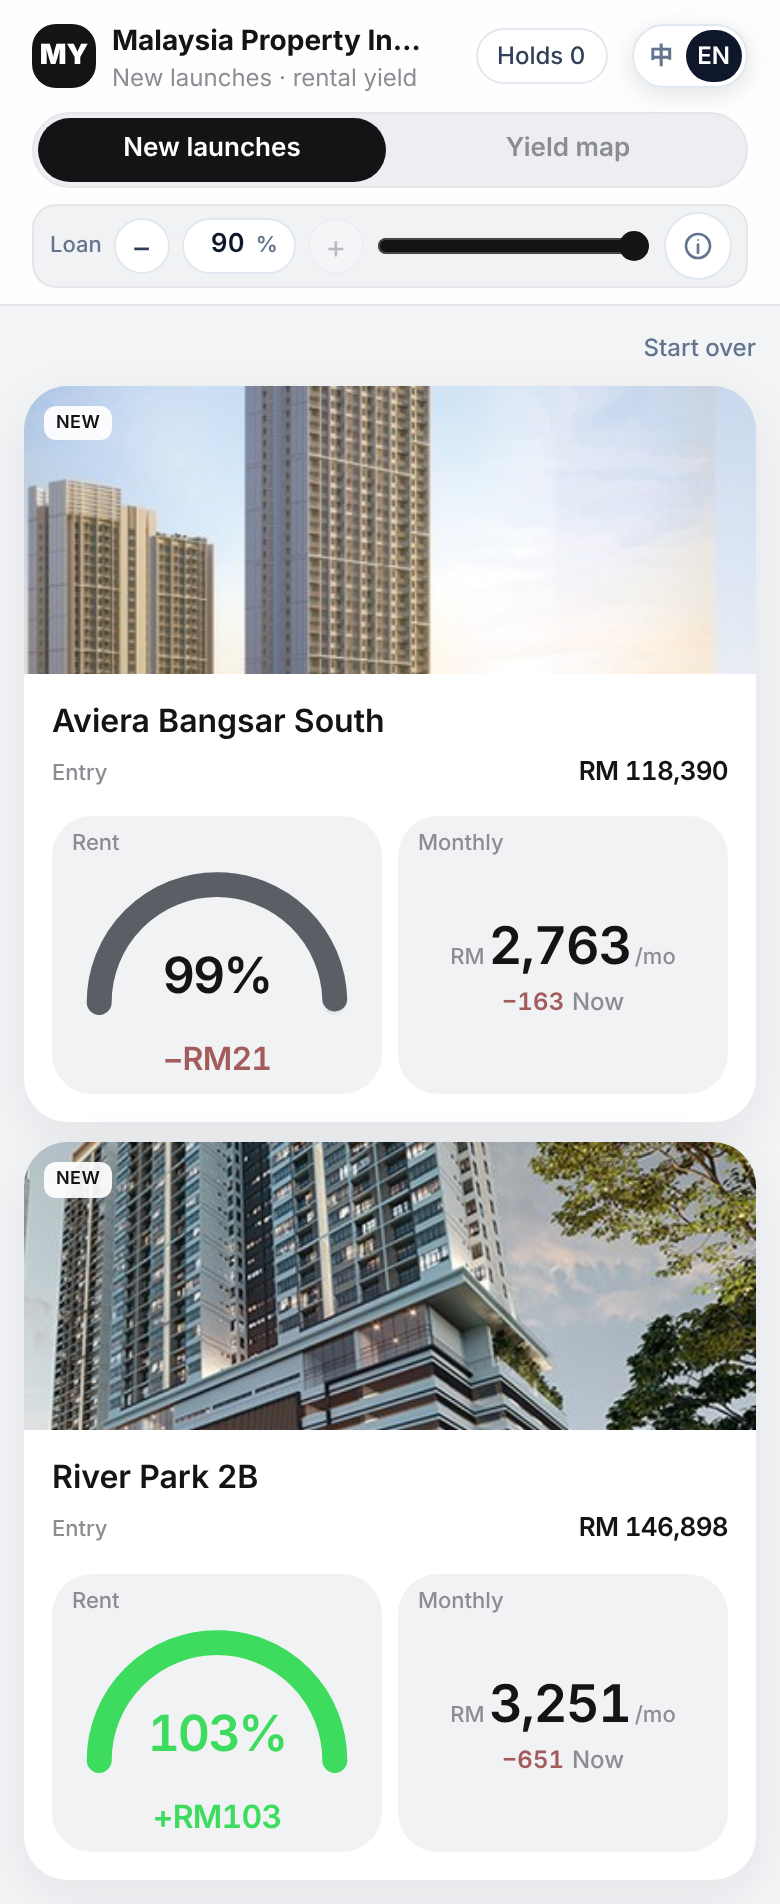 MY
Malaysia Property In...
New launches · rental yield
Holds 0
中 EN
New launches
Yield map
Loan − 90 % +
Start over
NEW
Aviera Bangsar South
Entry RM 118,390
Rent
99%
−RM21
Monthly
RM 2,763 /mo
−163 Now
NEW
River Park 2B
Entry RM 146,898
Rent
103%
+RM103
Monthly
RM 3,251 /mo
−651 Now